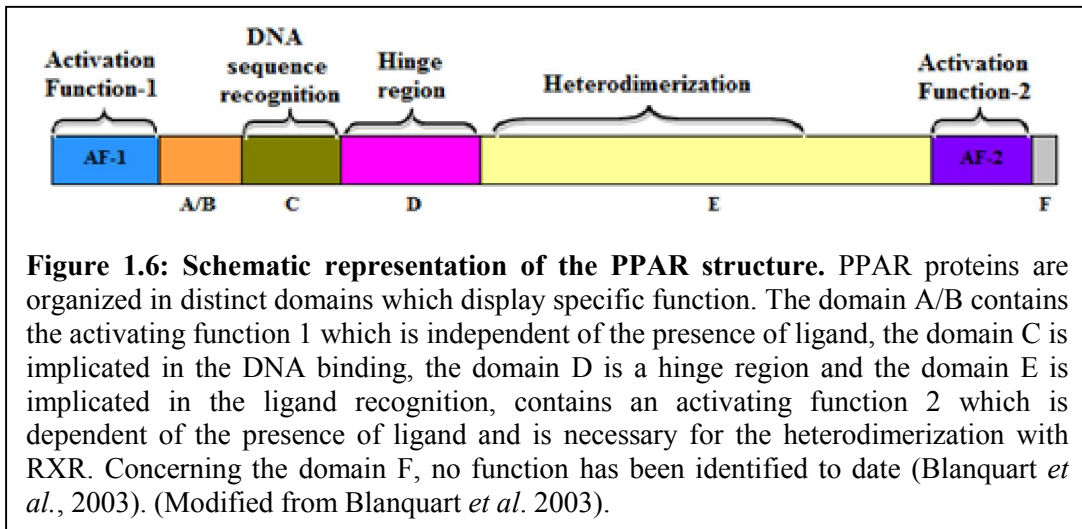 Activation
Function-1
DNA
sequence
recognition
Hinge
region
Heterodimerization
Activation
Function-2
AF-1
AF-2
A/B
C
D
E
F
Figure 1.6: Schematic representation of the PPAR structure. PPAR proteins are
organized in distinct domains which display specific function. The domain A/B contains
the activating function 1 which is independent of the presence of ligand, the domain C is
implicated in the DNA binding, the domain D is a hinge region and the domain E is
implicated in the ligand recognition, contains an activating function 2 which is
dependent of the presence of ligand and is necessary for the heterodimerization with
RXR. Concerning the domain F, no function has been identified to date (Blanquart et
al., 2003). (Modified from Blanquart et al. 2003).